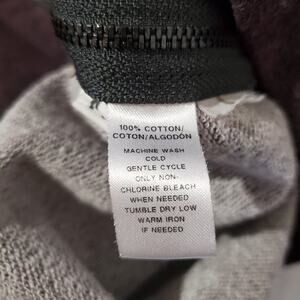 100% COTTON/
COTON/ALGODÓN
MACHINE WASH
COLD
GENTLE CYCLE
ONLY NON-
CHLORINE BLEACH
WHEN NEEDED
TUMBLE DRY LOW
WARM IRON
IF NEEDED